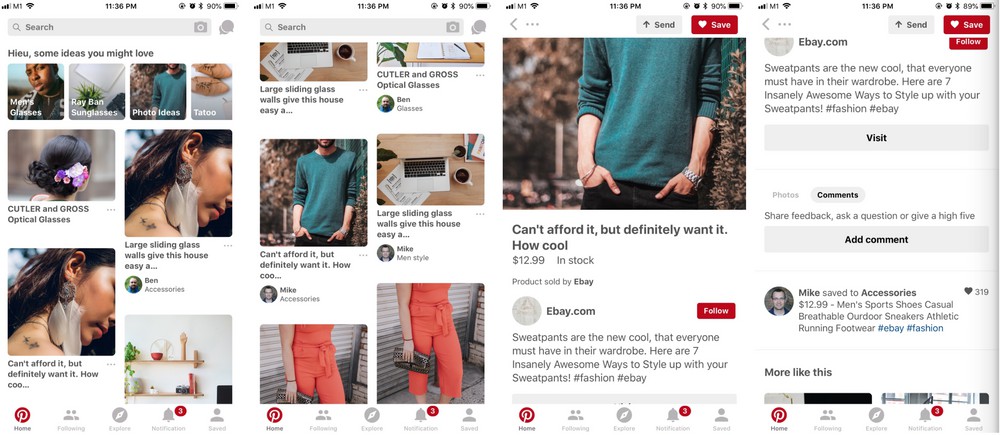 M1 11:36 PM 90%
Search
Hieu, some ideas you might love
Men's
Glasses
Ray Ban
Sunglasses
Photo Ideas
Tatoo
CUTLER and GROSS
Optical Glasses
Large sliding glass
walls give this house
easy a...
Ben
Accessories
Can't afford it, but
definitely want it. How
coo...
Home
Following
Explore
3
Notification
Saved
M1 11:36 PM 90%
Search
Large sliding glass
walls give this house
easy a...
CUTLER and GROSS
Optical Glasses
Ben
Glasses
Can't afford it, but
definitely want it. How
coo...
Mike
Accessories
Large sliding glass
walls give this house
easy a...
Mike
Men style
Home
Following
Explore
3
Notification
Saved
M1 11:36 PM 90%
Send
Save
Can't afford it, but definitely want it.
How cool
$12.99 In stock
Product sold by Ebay
Ebay.com
Follow
Sweatpants are the new cool, that everyone
must have in their wardrobe. Here are 7
Insanely Awesome Ways to Style up with your
Sweatpants! #fashion #ebay
Home
Following
Explore
3
Notification
Saved
M1 11:36 PM 89%
Send
Save
Ebay.com
Follow
Sweatpants are the new cool, that everyone
must have in their wardrobe. Here are 7
Insanely Awesome Ways to Style up with your
Sweatpants! #fashion #ebay
Visit
Photos
Comments
Share feedback, ask a question or give a high five
Add comment
Mike saved to Accessories
319
$12.99 - Men's Sports Shoes Casual
Breathable Ourdoor Sneakers Athletic
Running Footwear #ebay #fashion
More like this
Home
Following
Explore
3
Notification
Saved